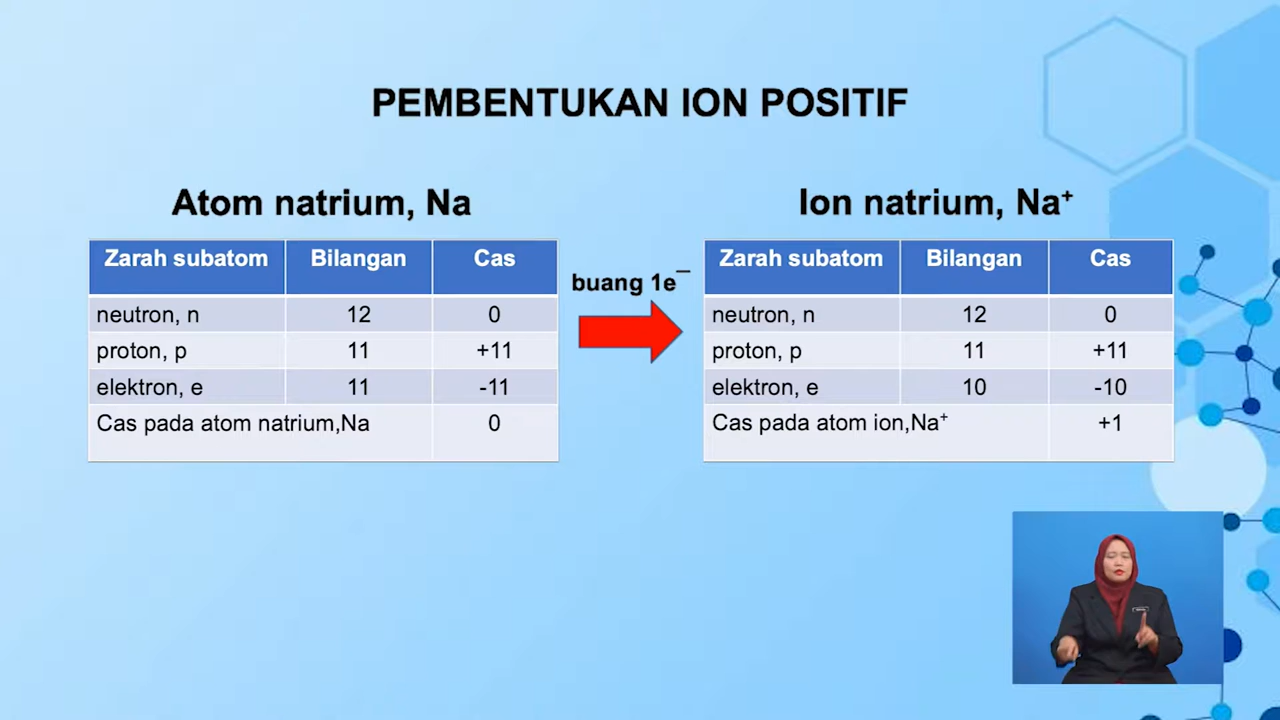 PEMBENTUKAN ION POSITIF
Atom natrium, Na
Zarah subatom Bilangan Cas
neutron, n 12 0
proton, p 11 +11
elektron, e 11 -11
Cas pada atom natrium,Na 0
buang 1e⁻
Ion natrium, Na⁺
Zarah subatom Bilangan Cas
neutron, n 12 0
proton, p 11 +11
elektron, e 10 -10
Cas pada atom ion,Na⁺ +1